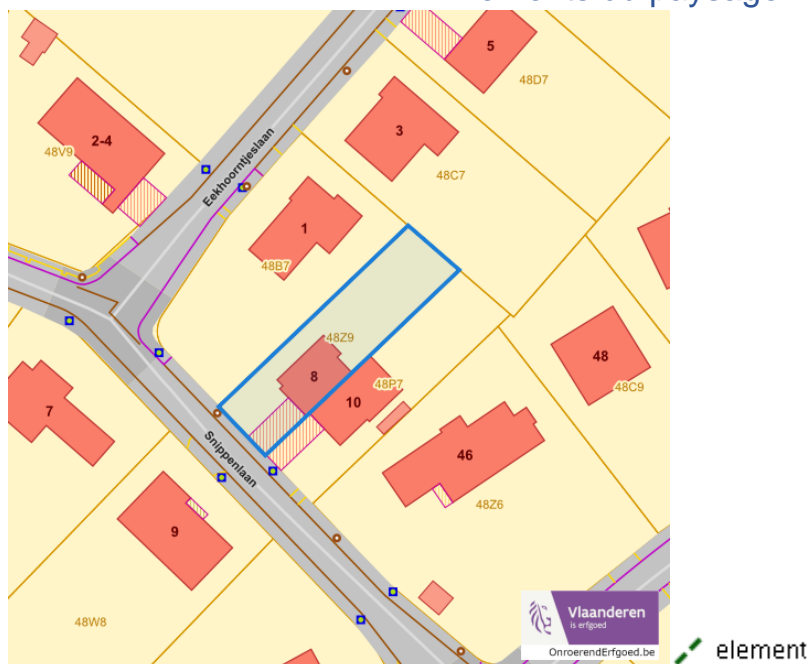 paysage
5
48D7
2-4
48V9
3
48C7
Eekhoorntjeslaan
1
48B7
48Z9
8
10
48P7
48
48C9
7
Snippenlaan
46
48Z6
9
48W8
Vlaanderen
is erfgoed
OnroerendErfgoed.be
element